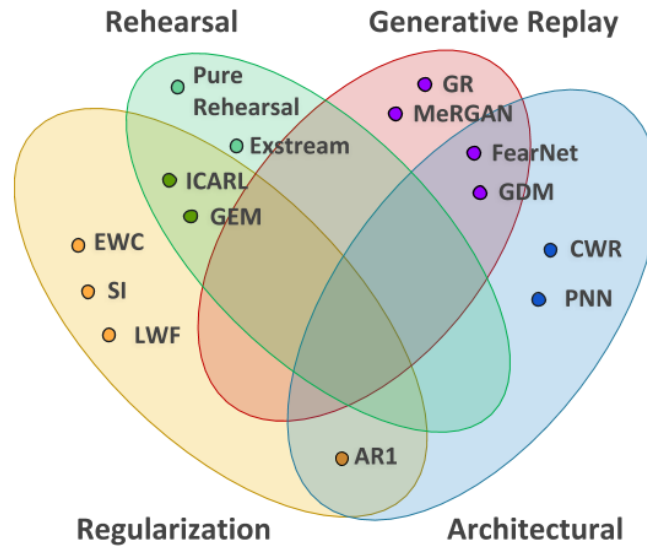 Rehearsal
Generative Replay
Pure
Rehearsal
GR
MeRGAN
Exstream
FearNet
ICARL
GDM
GEM
EWC
CWR
SI
PNN
LWF
AR1
Regularization
Architectural